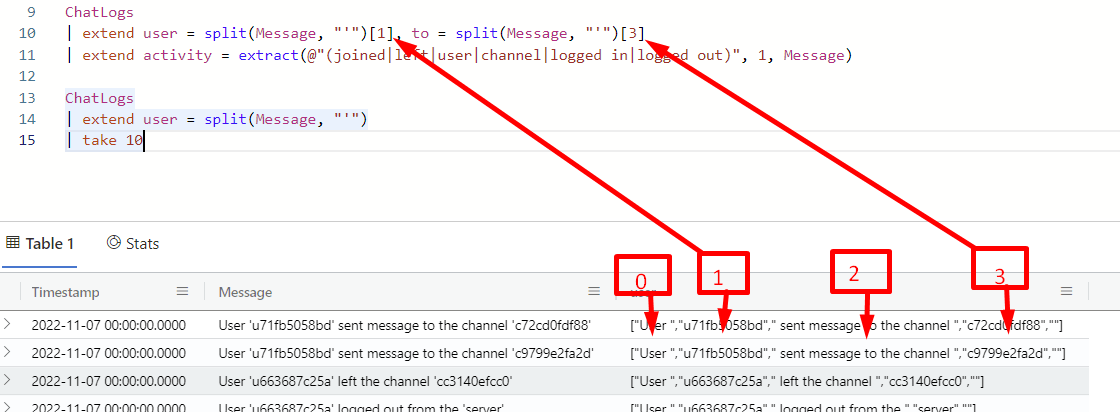 9 ChatLogs
10 | extend user = split(Message, "'")[1], to = split(Message, "'")[3]
11 | extend activity = extract(@"(joined|left|user|channel|logged in|logged out)", 1, Message)
12
13 ChatLogs
14 | extend user = split(Message, "'")
15 | take 10
Table 1 Stats
0 1 2 3
Timestamp Message user
2022-11-07 00:00:00.0000 User 'u71fb5058bd' sent message to the channel 'c72cd0fdf88' ["User ","u71fb5058bd"," sent message to the channel ","c72cd0fdf88",""]
2022-11-07 00:00:00.0000 User 'u71fb5058bd' sent message to the channel 'c9799e2fa2d' ["User ","u71fb5058bd"," sent message to the channel ","c9799e2fa2d",""]
2022-11-07 00:00:00.0000 User 'u663687c25a' left the channel 'cc3140efcc0' ["User ","u663687c25a"," left the channel ","cc3140efcc0",""]
2022-11-07 00:00:00.0000 User 'u663687c25a' logged out from the 'server' ["User ","u663687c25a"," logged out from the ","server",""]